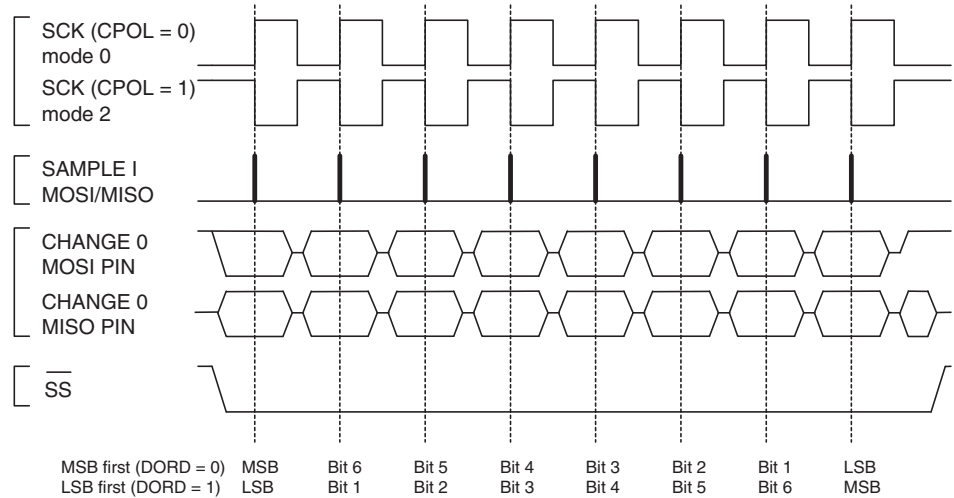 SCK (CPOL = 0)
mode 0
SCK (CPOL = 1)
mode 2
SAMPLE I
MOSI/MISO
CHANGE 0
MOSI PIN
CHANGE 0
MISO PIN
SS
MSB first (DORD = 0) MSB Bit 6 Bit 5 Bit 4 Bit 3 Bit 2 Bit 1 LSB
LSB first (DORD = 1) LSB Bit 1 Bit 2 Bit 3 Bit 4 Bit 5 Bit 6 MSB